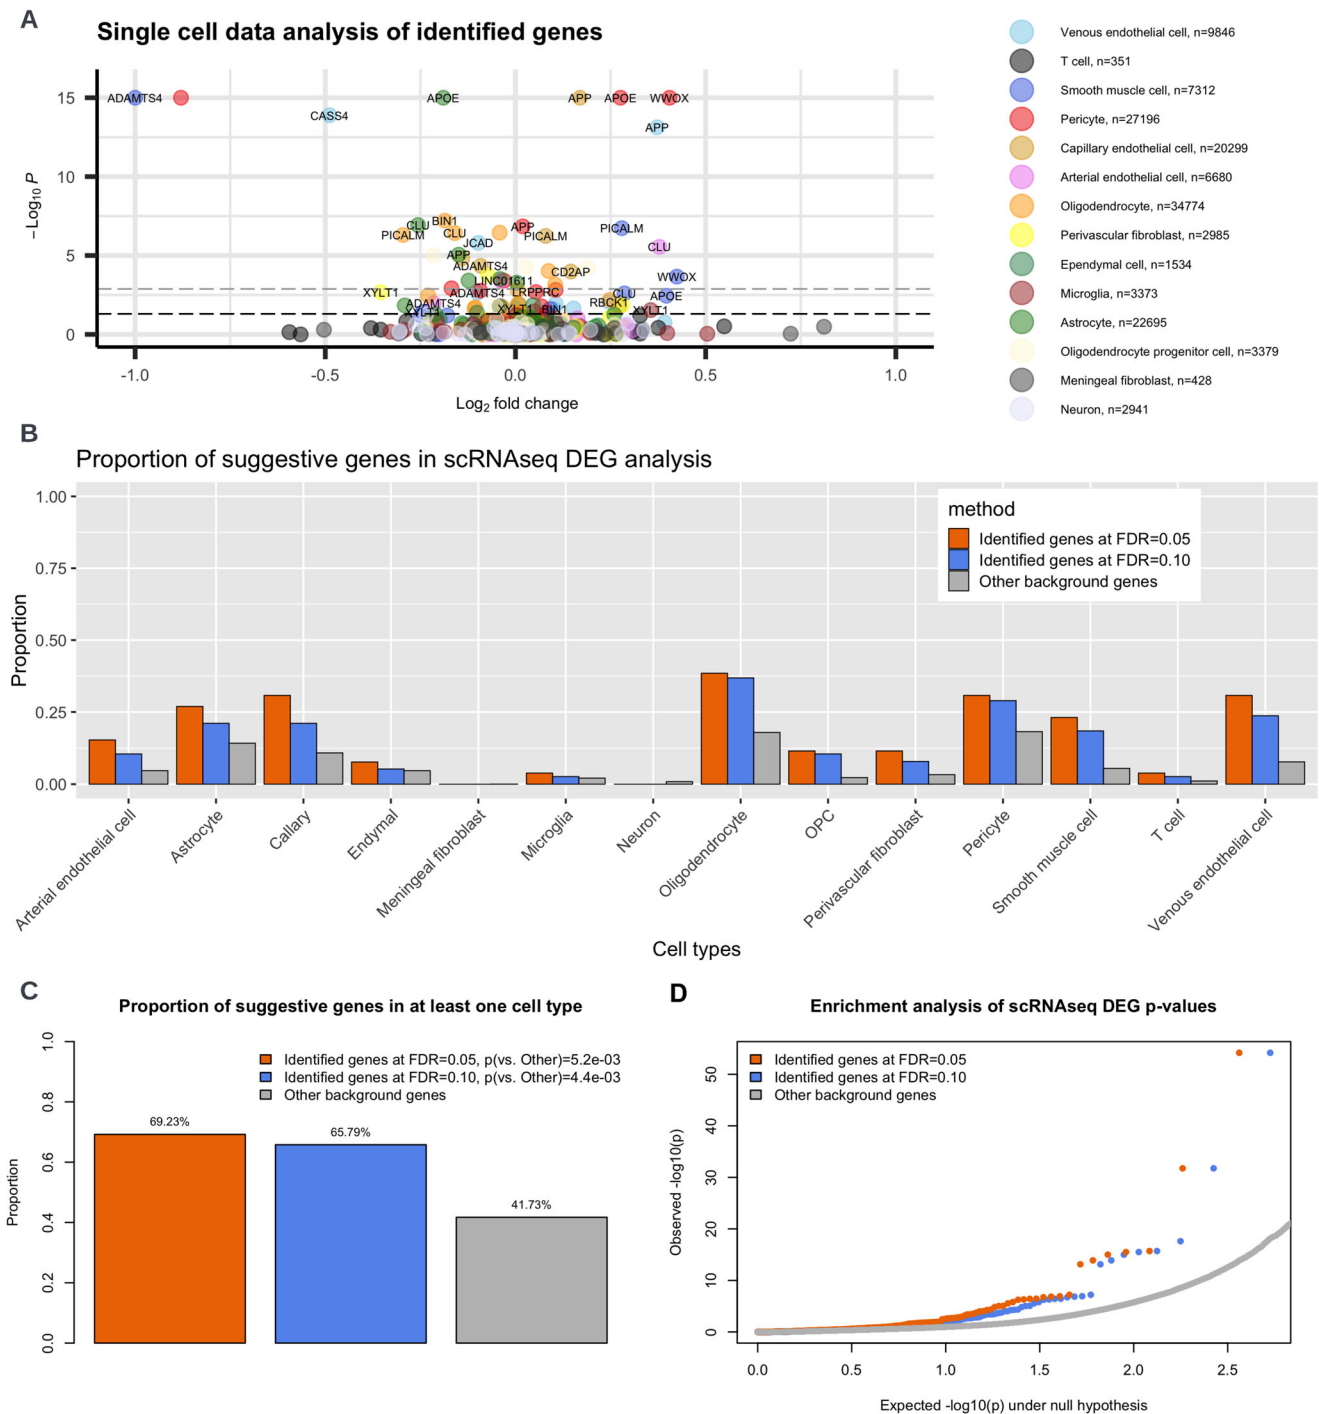 A
Single cell data analysis of identified genes
15
10
5
0
−Log10 P
-1.0
-0.5
0.0
0.5
1.0
Log2 fold change
ADAMTS4
APOE
APP
APOE
WWOX
CASS4
APP
CLU
BIN1
PICALM
CLU
JCAD
APP
PICALM
PICALM
CLU
APP
ADAMTS4
CD2AP
WWOX
LINC01611
XYLT1
ADAMTS4
LRPPRC
CLU
APOE
ADAMTS4
RBCK1
XYLT1
XYLT1
BIN1
XYLT1
Venous endothelial cell, n=9846
T cell, n=351
Smooth muscle cell, n=7312
Pericyte, n=27196
Capillary endothelial cell, n=20299
Arterial endothelial cell, n=6680
Oligodendrocyte, n=34774
Perivascular fibroblast, n=2985
Ependymal cell, n=1534
Microglia, n=3373
Astrocyte, n=22695
Oligodendrocyte progenitor cell, n=3379
Meningeal fibroblast, n=428
Neuron, n=2941
B
Proportion of suggestive genes in scRNAseq DEG analysis
1.00
0.75
0.50
0.25
0.00
Proportion
method
Identified genes at FDR=0.05
Identified genes at FDR=0.10
Other background genes
Arterial endothelial cell
Astrocyte
Callary
Endymal
Meningeal fibroblast
Microglia
Neuron
Oligodendrocyte
OPC
Perivascular fibroblast
Pericyte
Smooth muscle cell
T cell
Venous endothelial cell
Cell types
C
Proportion of suggestive genes in at least one cell type
1.0
0.8
0.6
0.4
0.2
0.0
Proportion
Identified genes at FDR=0.05, p(vs. Other)=5.2e-03
Identified genes at FDR=0.10, p(vs. Other)=4.4e-03
Other background genes
69.23%
65.79%
41.73%
D
Enrichment analysis of scRNAseq DEG p-values
Identified genes at FDR=0.05
Identified genes at FDR=0.10
Other background genes
50
40
30
20
10
0
Observed -log10(p)
0.0
0.5
1.0
1.5
2.0
2.5
Expected -log10(p) under null hypothesis